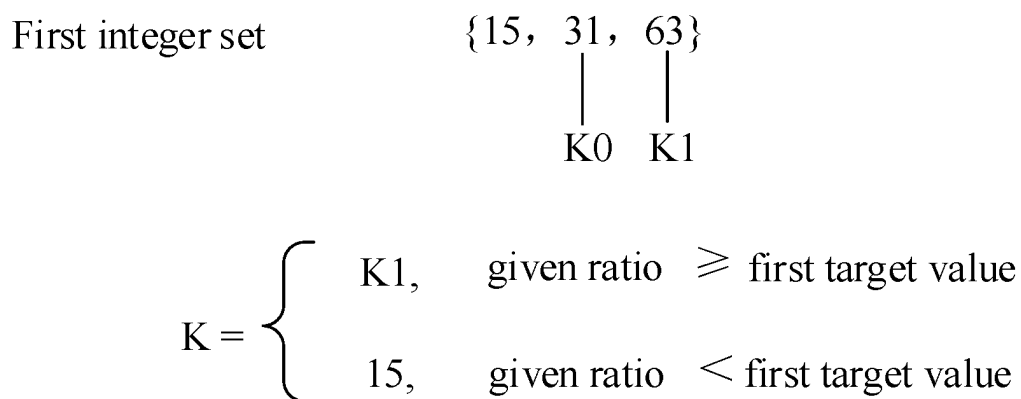 First integer set {15, 31, 63}
K0 K1
K1, given ratio ≥ first target value
K =
15, given ratio < first target value